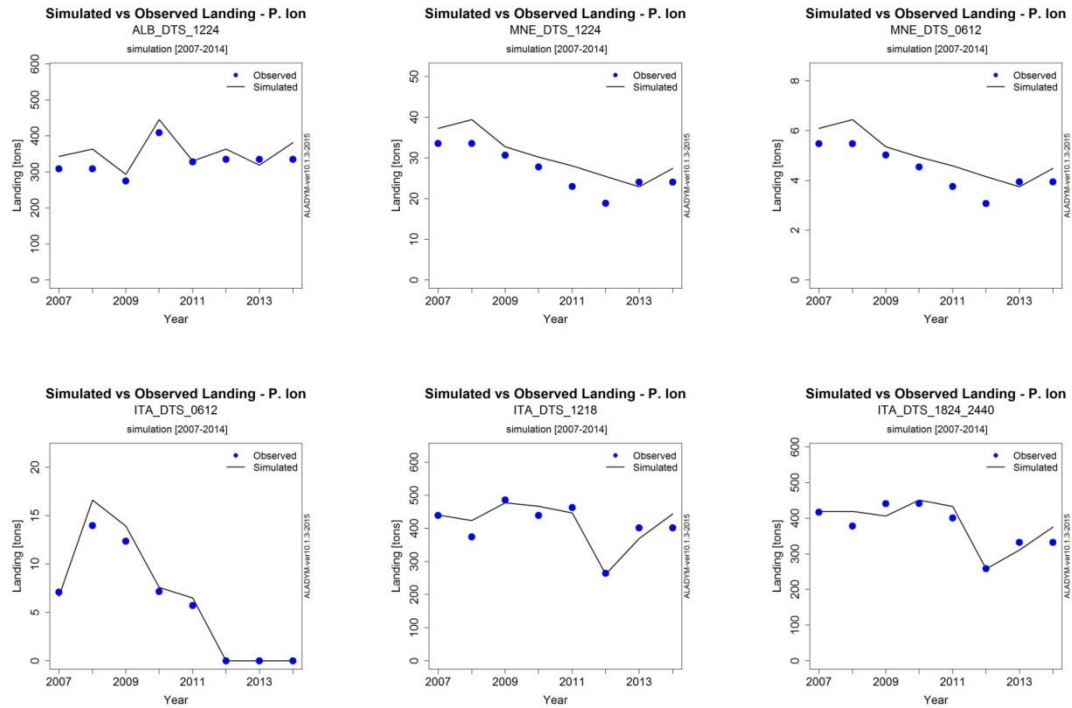 Simulated vs Observed Landing - P. lon
ALB_DTS_1224
simulation [2007-2014]
Observed
Simulated
Landing [tons]
0
100
200
300
400
500
600
2007
2009
2011
2013
Year
ALADYM-ver10.1.3-2015
Simulated vs Observed Landing - P. lon
MNE_DTS_1224
simulation [2007-2014]
Observed
Simulated
Landing [tons]
0
10
20
30
40
50
2007
2009
2011
2013
Year
ALADYM-ver10.1.3-2015
Simulated vs Observed Landing - P. lon
MNE_DTS_0612
simulation [2007-2014]
Observed
Simulated
Landing [tons]
0
2
4
6
8
2007
2009
2011
2013
Year
ALADYM-ver10.1.3-2015
Simulated vs Observed Landing - P. lon
ITA_DTS_0612
simulation [2007-2014]
Observed
Simulated
Landing [tons]
0
5
10
15
20
2007
2009
2011
2013
Year
ALADYM-ver10.1.3-2015
Simulated vs Observed Landing - P. lon
ITA_DTS_1218
simulation [2007-2014]
Observed
Simulated
Landing [tons]
0
100
200
300
400
500
600
2007
2009
2011
2013
Year
ALADYM-ver10.1.3-2015
Simulated vs Observed Landing - P. lon
ITA_DTS_1824_2440
simulation [2007-2014]
Observed
Simulated
Landing [tons]
0
100
200
300
400
500
600
2007
2009
2011
2013
Year
ALADYM-ver10.1.3-2015